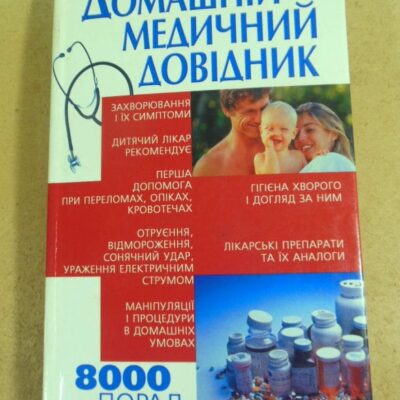 ДОМАШНІЙ
МЕДИЧНИЙ
ДОВІДНИК
ЗАХВОРЮВАННЯ
І ЇХ СИМПТОМИ
ДИТЯЧИЙ ЛІКАР
РЕКОМЕНДУЄ
ПЕРША
ДОПОМОГА
ПРИ ПЕРЕЛОМАХ, ОПІКАХ,
КРОВОТЕЧАХ
ОТРУЄННЯ,
ВІДМОРОЖЕННЯ,
СОНЯЧНИЙ УДАР,
УРАЖЕННЯ ЕЛЕКТРИЧНИМ
СТРУМОМ
МАНІПУЛЯЦІЇ
І ПРОЦЕДУРИ
В ДОМАШНІХ
УМОВАХ
ГІГІЄНА ХВОРОГО
І ДОГЛЯД ЗА НИМ
ЛІКАРСЬКІ ПРЕПАРАТИ
ТА ЇХ АНАЛОГИ
8000
ПОРАД